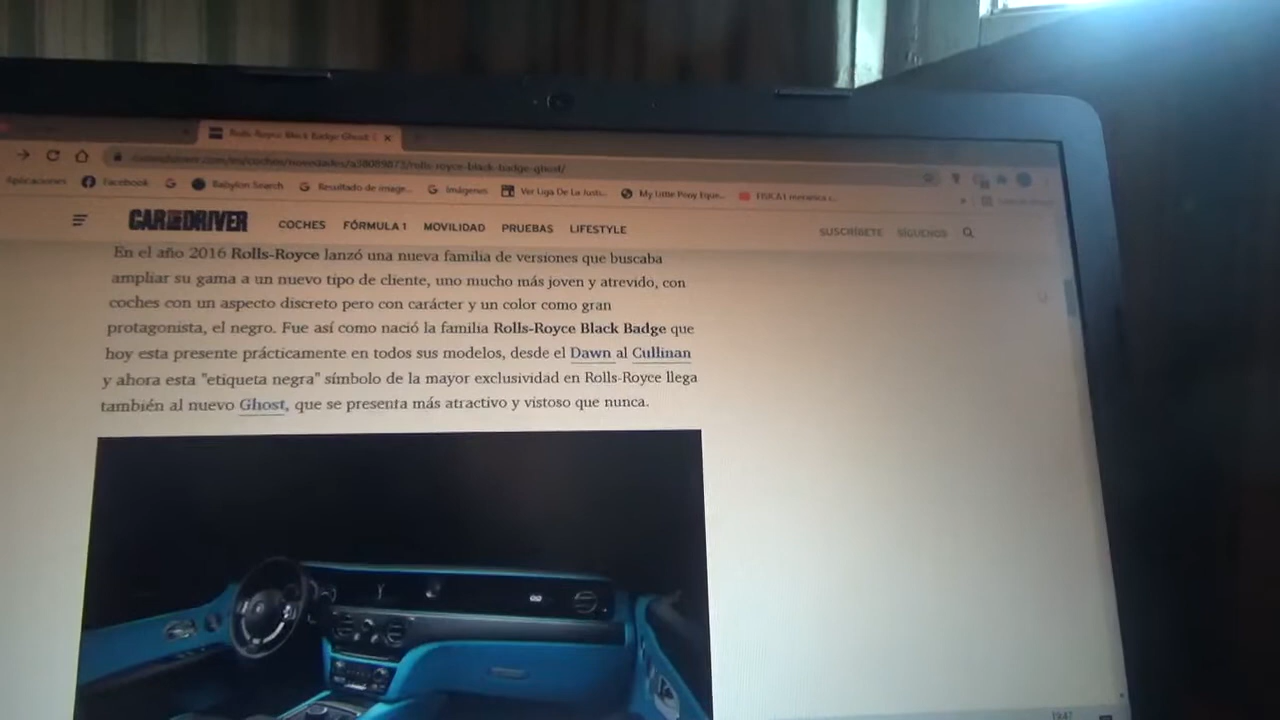 Rolls-Royce Black Badge Ghost
rolls-royce-black-badge-ghost/
Aplicaciones Facebook Babylon Search Resultado de image... Imágenes Ver Liga De La Justi... My Little Pony Eque...
CAR DRIVER COCHES FÓRMULA 1 MOVILIDAD PRUEBAS LIFESTYLE SUSCRÍBETE SÍGUENOS
En el año 2016 Rolls-Royce lanzó una nueva familia de versiones que buscaba
ampliar su gama a un nuevo tipo de cliente, uno mucho más joven y atrevido, con
coches con un aspecto discreto pero con carácter y un color como gran
protagonista, el negro. Fue así como nació la familia Rolls-Royce Black Badge que
hoy esta presente prácticamente en todos sus modelos, desde el Dawn al Cullinan
y ahora esta "etiqueta negra" símbolo de la mayor exclusividad en Rolls-Royce llega
también al nuevo Ghost, que se presenta más atractivo y vistoso que nunca.